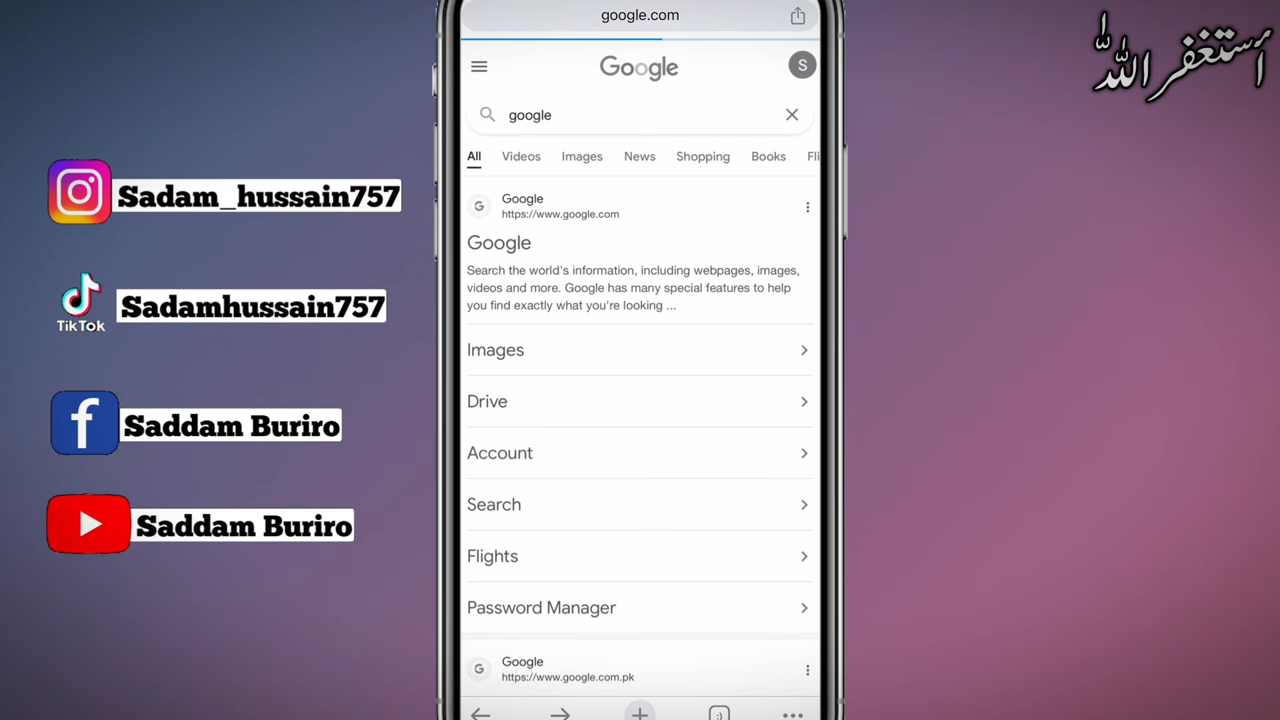 google.com
Google
S
google
All Videos Images News Shopping Books Fli
Google
https://www.google.com
Google
Search the world's information, including webpages, images,
videos and more. Google has many special features to help
you find exactly what you're looking ...
Images
Drive
Account
Search
Flights
Password Manager
Google
https://www.google.com.pk
:)
Sadam_hussain757
TikTok
Sadamhussain757
f
Saddam Buriro
Saddam Buriro
أستغفر الله